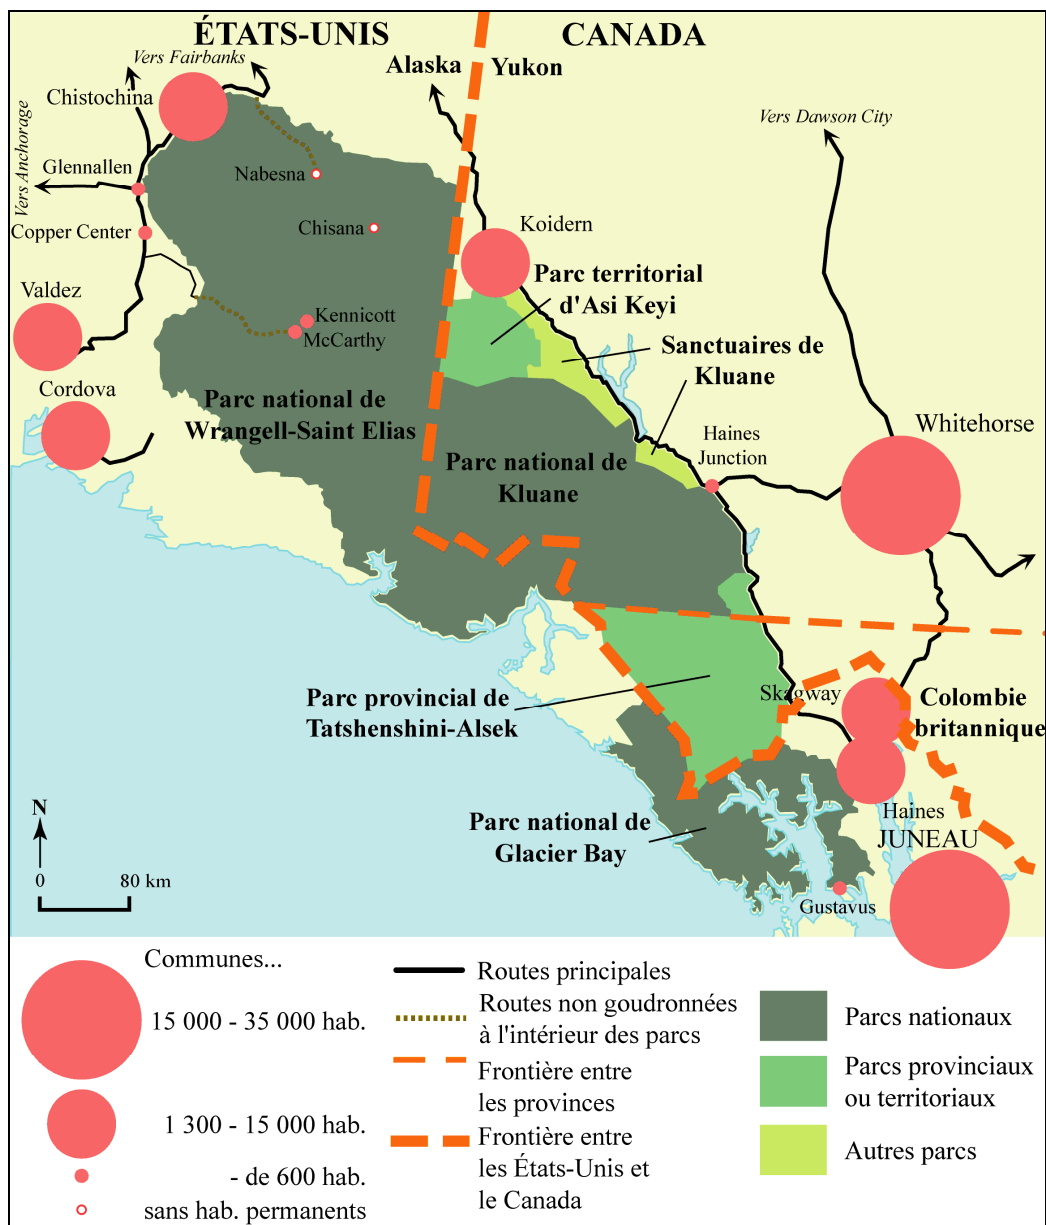 ÉTATS-UNIS
CANADA
Vers Fairbanks
Alaska
Yukon
Chistochina
Vers Dawson City
Vers Anchorage
Glennallen
Nabesna
Copper Center
Chisana
Koidern
Parc territorial
d'Asi Keyi
Valdez
Kennicott
McCarthy
Sanctuaires de
Kluane
Cordova
Parc national de
Wrangell-Saint Elias
Whitehorse
Haines
Junction
Parc national de
Kluane
Parc provincial de
Tatshenshini-Alsek
Skagway
Colombie
britannique
Parc national de
Glacier Bay
Haines
JUNEAU
Gustavus
N
0 80 km
Communes...
15 000 - 35 000 hab.
1 300 - 15 000 hab.
- de 600 hab.
sans hab. permanents
Routes principales
Routes non goudronnées
à l'intérieur des parcs
Frontière entre
les provinces
Frontière entre
les États-Unis et
le Canada
Parcs nationaux
Parcs provinciaux
ou territoriaux
Autres parcs